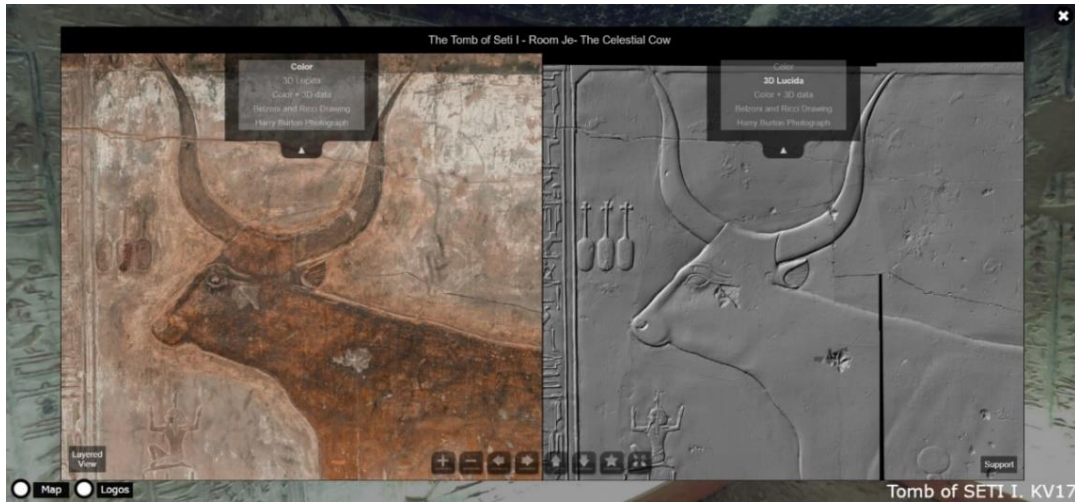 The Tomb of Seti I - Room Je- The Celestial Cow
Color
3D Lucida
Color + 3D data
Belzoni and Ricci Drawing
Harry Burton Photograph
Color
3D Lucida
Color + 3D data
Belzoni and Ricci Drawing
Harry Burton Photograph
Layered
View
Support
Map
Logos
Tomb of SETI I. KV17